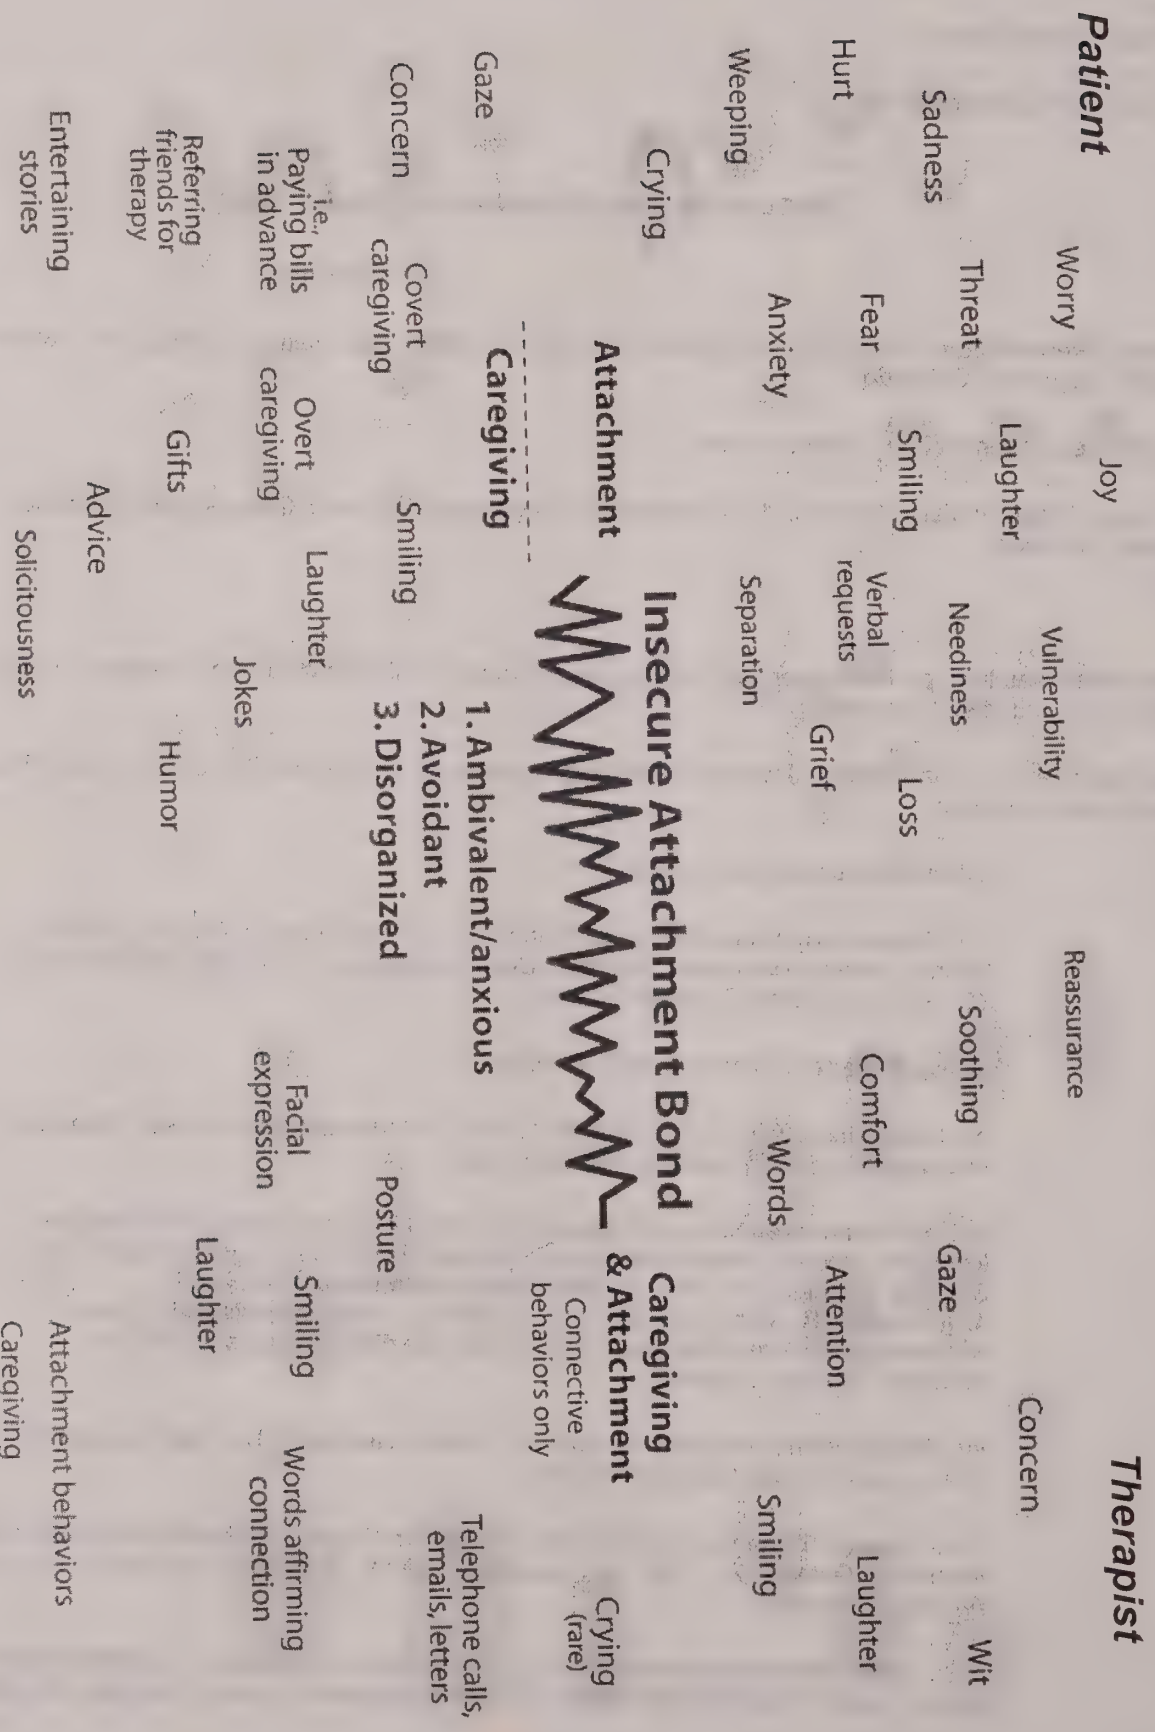 Patient
Therapist
Joy
Worry
Vulnerability
Reassurance
Concern
Laughter
Threat
Sadness
Neediness
Soothing
Gaze
Wit
Smiling
Hurt
Fear
Verbal
requests
Loss
Comfort
Attention
Laughter
Grief
Weeping
Anxiety
Separation
Words
Smiling
Crying
Attachment
Caregiving
Insecure Attachment Bond
1. Ambivalent/anxious
2. Avoidant
3. Disorganized
Caregiving
& Attachment
Connective
behaviors only
Crying
(rare)
Gaze
Concern
Covert
caregiving
Smiling
Posture
Telephone calls,
emails, letters
i.e.,
Paying bills
in advance
Overt
caregiving
Laughter
Jokes
Facial
expression
Smiling
Words affirming
connection
Referring
friends for
therapy
Gifts
Humor
Laughter
Entertaining
stories
Advice
Solicitousness
Attachment behaviors
Caregiving